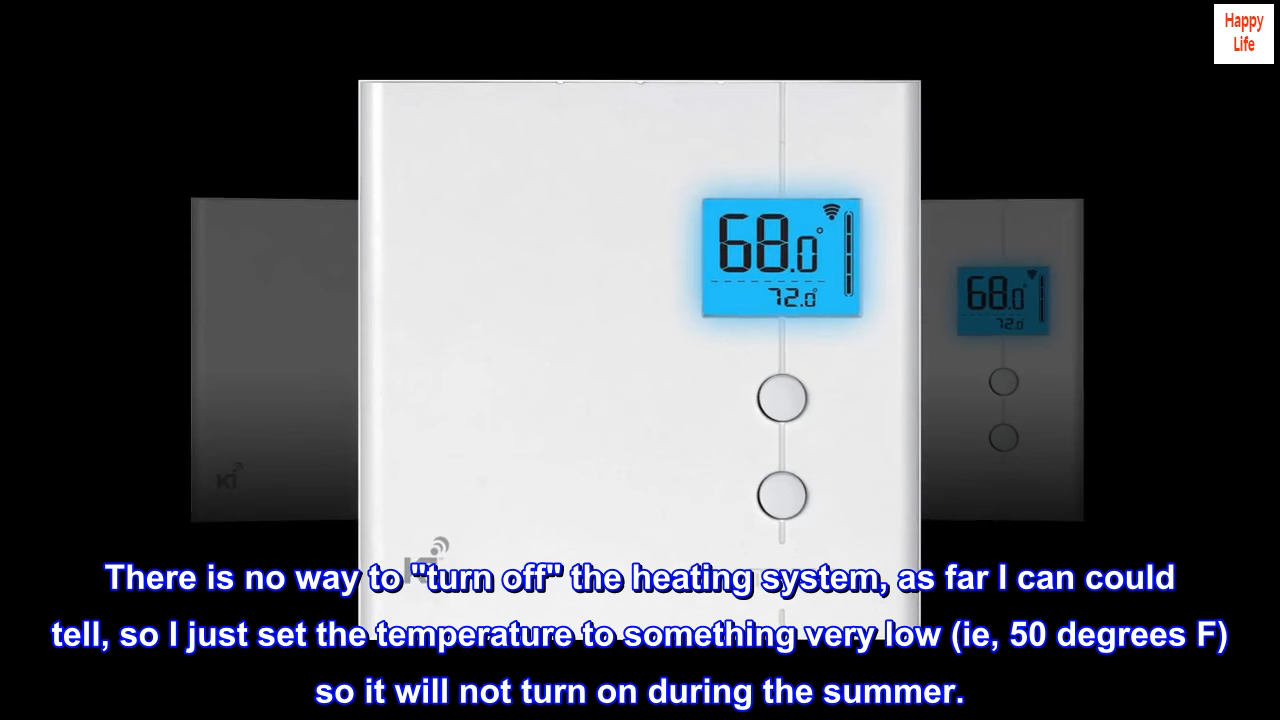 Happy
Life
68.0°
72.0°
68.0°
72.0°
Ki
Ki
There is no way to "turn off" the heating system, as far I can could
tell, so I just set the temperature to something very low (ie, 50 degrees F)
so it will not turn on during the summer.